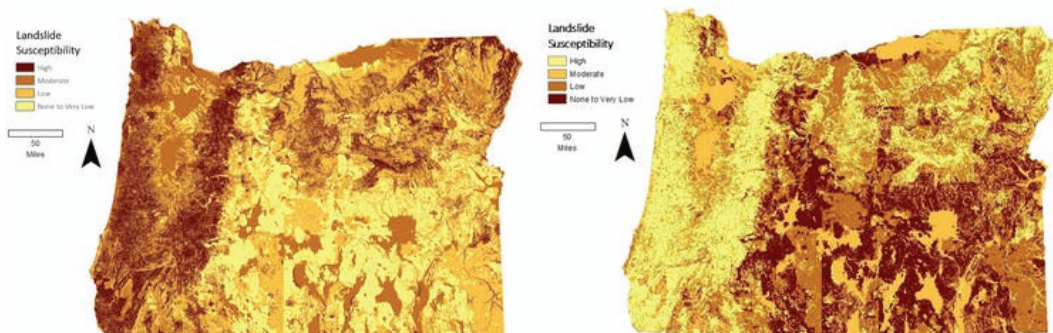 Landslide
Susceptibility
High
Moderate
Low
None to Very Low
50
Miles
N
Landslide
Susceptibility
High
Moderate
Low
None to Very Low
50
Miles
N